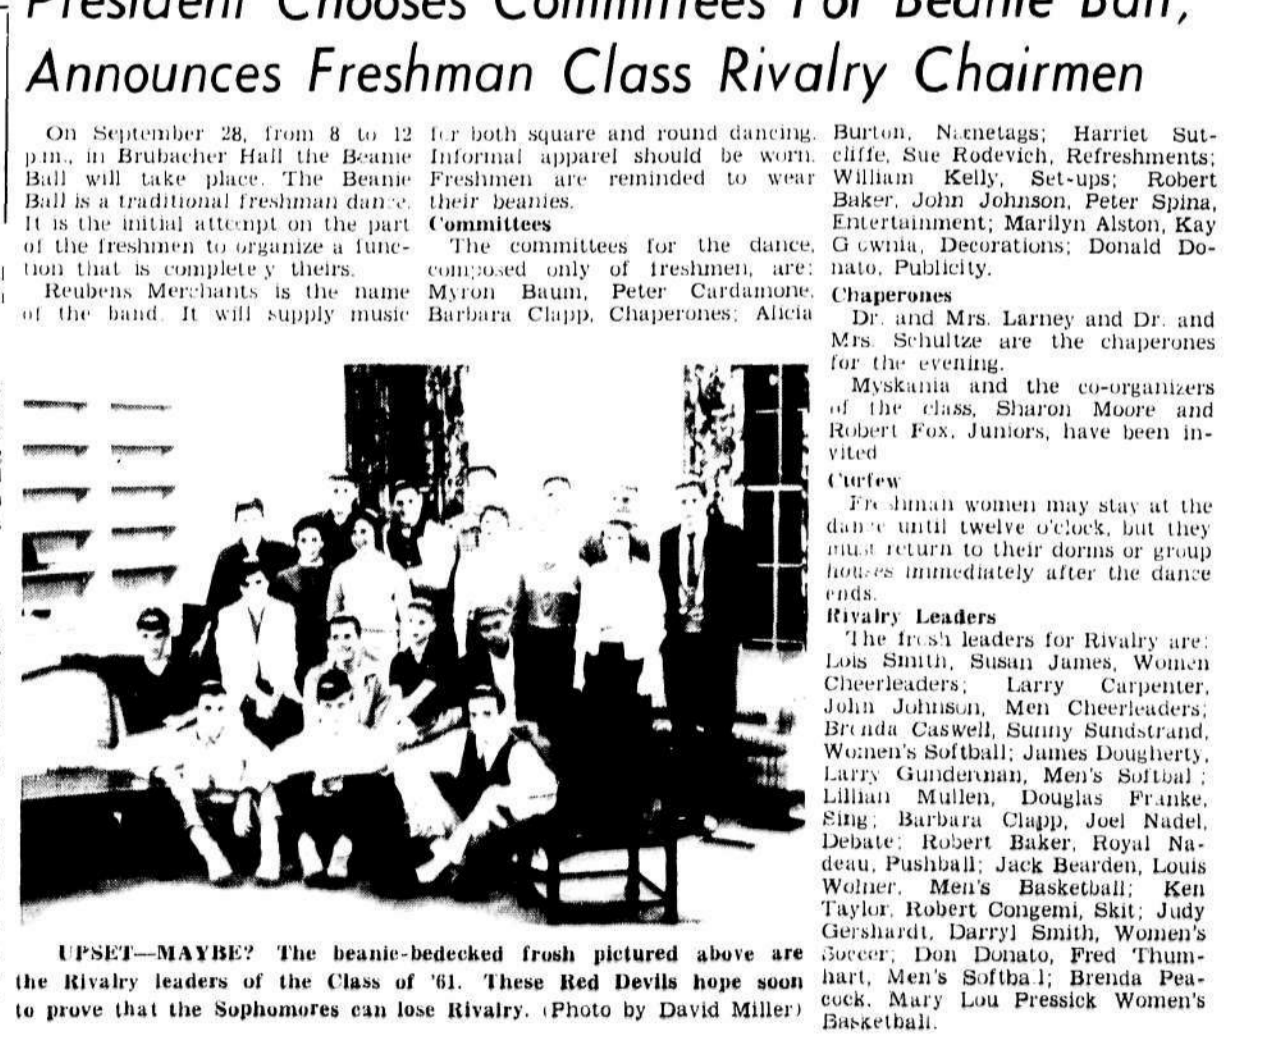 President Chooses Committees For Beanie Ball,
Announces Freshman Class Rivalry Chairmen
On September 28, from 8 to 12
p.m., in Brubacher Hall the Beanie
Ball will take place. The Beanie
Ball is a traditional freshman dance.
It is the initial attempt on the part
of the freshmen to organize a func-
tion that is completely theirs.
Reubens Merchants is the name
of the band. It will supply music
for both square and round dancing.
Informal apparel should be worn.
Freshmen are reminded to wear
their beanies.
Committees
The committees for the dance,
composed only of freshmen, are:
Myron Baum, Peter Cardamone,
Barbara Clapp, Chaperones; Alicia
Burton, Nametags; Harriet Sut-
cliffe, Sue Rodevich, Refreshments;
William Kelly, Set-ups; Robert
Baker, John Johnson, Peter Spina,
Entertainment; Marilyn Alston, Kay
Gownia, Decorations; Donald Do-
nato, Publicity.
Chaperones
Dr. and Mrs. Larney and Dr. and
Mrs. Schultze are the chaperones
for the evening.
Myskania and the co-organizers
of the class, Sharon Moore and
Robert Fox, Juniors, have been in-
vited
Curfew
Freshman women may stay at the
dance until twelve o'clock, but they
must return to their dorms or group
houses immediately after the dance
ends.
Rivalry Leaders
The frosh leaders for Rivalry are:
Lois Smith, Susan James, Women
Cheerleaders; Larry Carpenter,
John Johnson, Men Cheerleaders;
Brenda Caswell, Sunny Sundstrand,
Women's Softball; James Dougherty,
Larry Gunderman, Men's Softball;
Lillian Mullen, Douglas Franke,
Sing; Barbara Clapp, Joel Nadel,
Debate; Robert Baker, Royal Na-
deau, Pushball; Jack Bearden, Louis
Wolner, Men's Basketball; Ken
Taylor, Robert Congemi, Skit; Judy
Gershardt, Darryl Smith, Women's
Soccer; Don Donato, Fred Thum-
hart, Men's Softball; Brenda Pea-
cock, Mary Lou Pressick Women's
Basketball.
UPSET—MAYBE? The beanie-bedecked frosh pictured above are
the Rivalry leaders of the Class of '61. These Red Devils hope soon
to prove that the Sophomores can lose Rivalry. (Photo by David Miller)